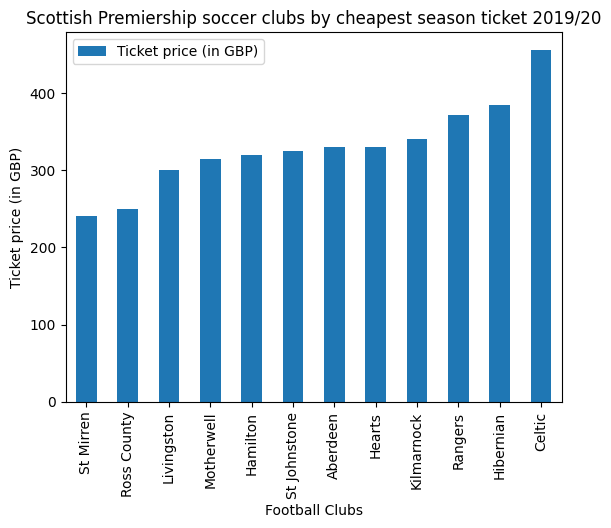 Scottish Premiership soccer clubs by cheapest season ticket 2019/20
Ticket price (in GBP)
Ticket price (in GBP)
400
300
200
100
0
St Mirren
Ross County
Livingston
Motherwell
Hamilton
St Johnstone
Aberdeen
Hearts
Kilmarnock
Rangers
Hibernian
Celtic
Football Clubs